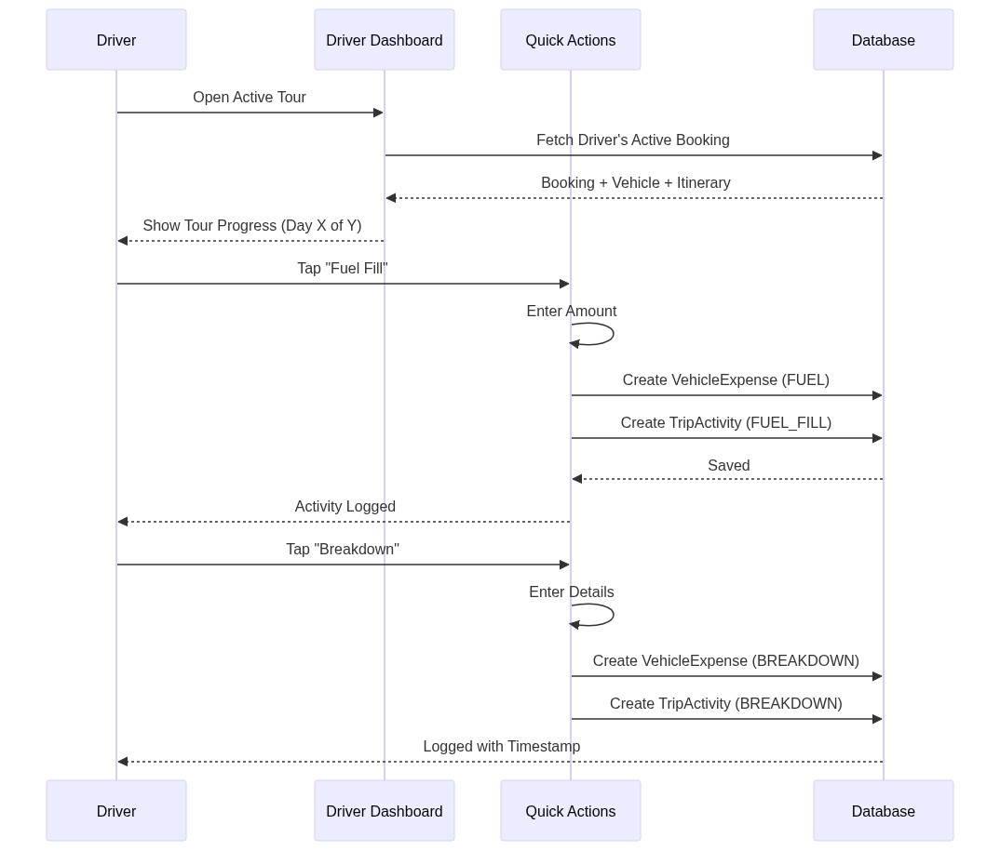 Driver
Driver Dashboard
Quick Actions
Database
Open Active Tour
Fetch Driver's Active Booking
Booking + Vehicle + Itinerary
Show Tour Progress (Day X of Y)
Tap "Fuel Fill"
Enter Amount
Create VehicleExpense (FUEL)
Create TripActivity (FUEL_FILL)
Saved
Activity Logged
Tap "Breakdown"
Enter Details
Create VehicleExpense (BREAKDOWN)
Create TripActivity (BREAKDOWN)
Logged with Timestamp
Driver
Driver Dashboard
Quick Actions
Database